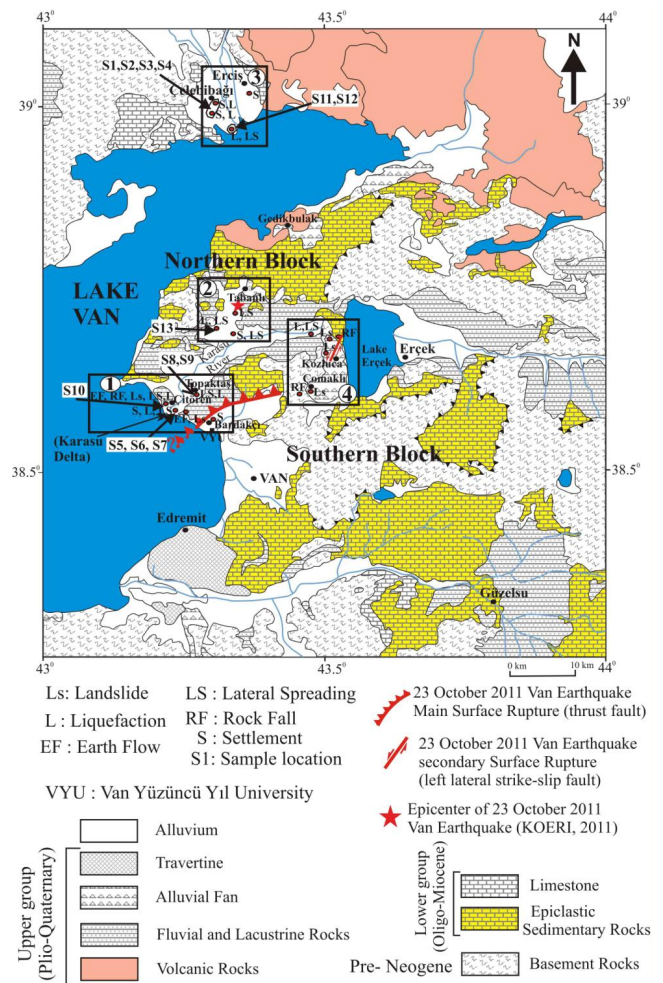 43
43.5
44
N
S1,S2,S3,S4
Erciş
3
Çelebibağı
S
S, L
S, L
S11, S12
L, LS
39
39
Gedikbulak
Northern Block
LAKE
VAN
2
Tabanlı
LS
L, LS
S13
S, LS
Karasu
River
L, LS
Ls
RF
Ls
Kozluca
Lake
Erçek
Erçek
Çomaklı
RF
Ls
4
S8,S9
1
Topaktaş
S10
EF, RF, Ls, LS, L
LS, L
Çitören
S, L
(Karasu
Delta)
EF, Ls
S
Bardakçı
VYU
S5, S6, S7
Southern Block
38.5
38.5
VAN
Edremit
Güzelsu
0 km
10 km
43
43.5
44
Ls: Landslide
LS : Lateral Spreading
L : Liquefaction
RF : Rock Fall
EF : Earth Flow
S : Settlement
S1: Sample location
VYU : Van Yüzüncü Yıl University
23 October 2011 Van Earthquake
Main Surface Rupture (thrust fault)
23 October 2011 Van Earthquake
secondary Surface Rupture
(left lateral strike-slip fault)
Epicenter of 23 October 2011
Van Earthquake (KOERI, 2011)
Alluvium
Upper group
(Plio-Quaternary)
Travertine
Alluvial Fan
Fluvial and Lacustrine Rocks
Volcanic Rocks
Lower group
(Oligo-Miocene)
Limestone
Epiclastic
Sedimentary Rocks
Pre- Neogene
Basement Rocks